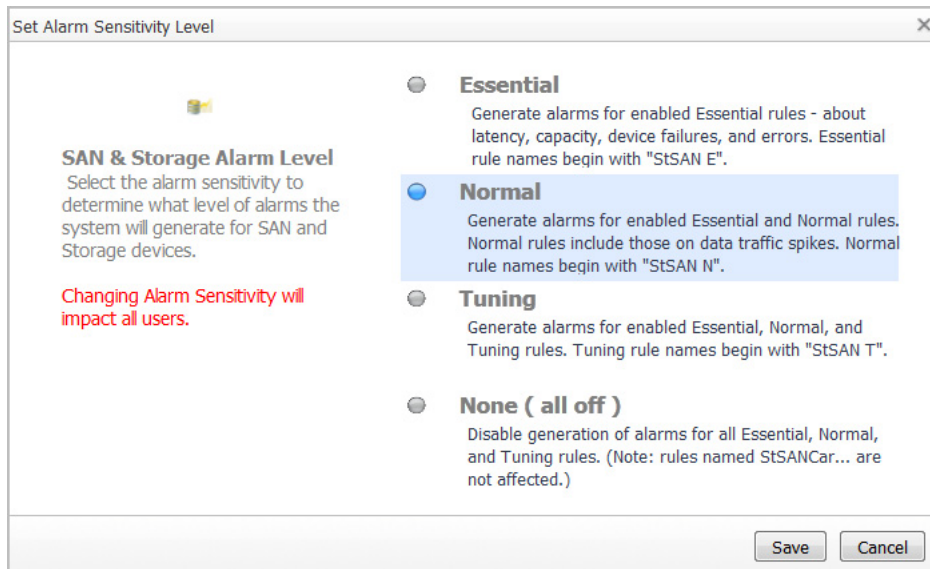 Set Alarm Sensitivity Level
SAN & Storage Alarm Level
Select the alarm sensitivity to
determine what level of alarms the
system will generate for SAN and
Storage devices.
Changing Alarm Sensitivity will
impact all users.
Essential
Generate alarms for enabled Essential rules - about
latency, capacity, device failures, and errors. Essential
rule names begin with "StSAN E".
Normal
Generate alarms for enabled Essential and Normal rules.
Normal rules include those on data traffic spikes. Normal
rule names begin with "StSAN N".
Tuning
Generate alarms for enabled Essential, Normal, and
Tuning rules. Tuning rule names begin with "StSAN T".
None ( all off )
Disable generation of alarms for all Essential, Normal,
and Tuning rules. (Note: rules named StSANCar... are
not affected.)
Save
Cancel